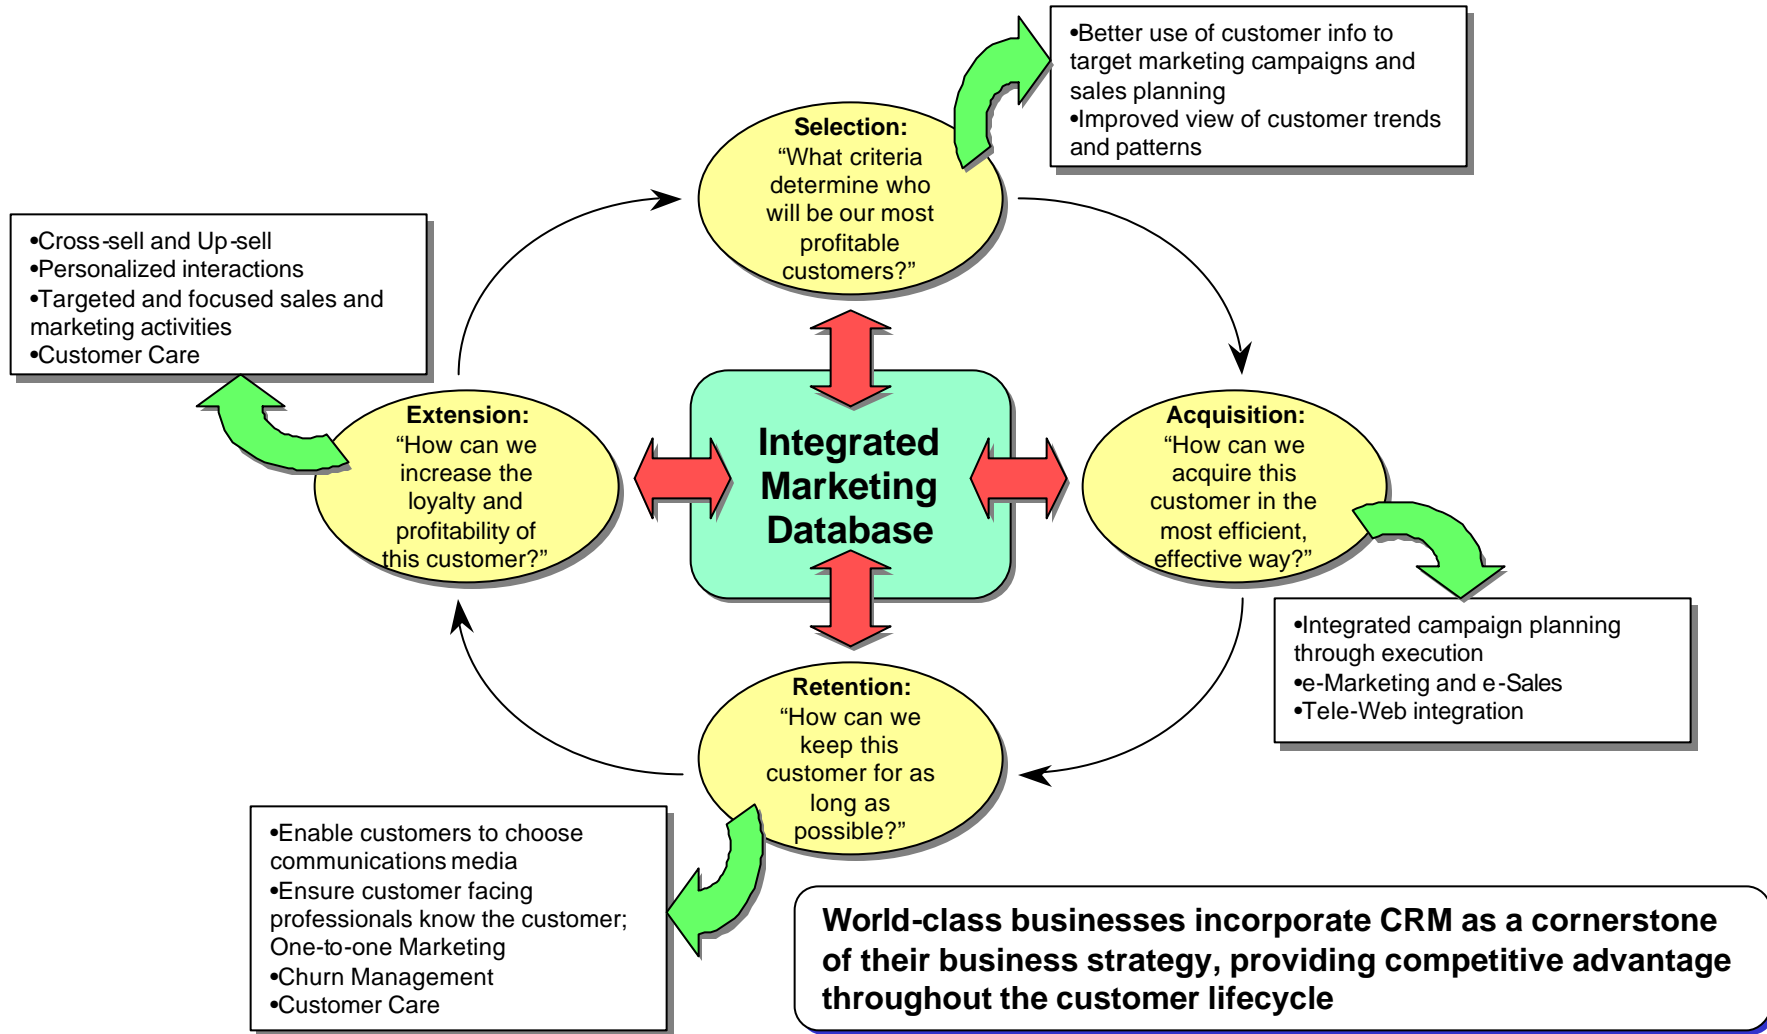 •Better use of customer info to
target marketing campaigns and
sales planning
•Improved view of customer trends
and patterns
Selection:
“What criteria
determine who
will be our most
profitable
customers?”
•Cross-sell and Up-sell
•Personalized interactions
•Targeted and focused sales and
marketing activities
•Customer Care
Extension:
“How can we
increase the
loyalty and
profitability of
this customer?”
Integrated
Marketing
Database
Acquisition:
“How can we
acquire this
customer in the
most efficient,
effective way?”
•Integrated campaign planning
through execution
•e-Marketing and e-Sales
•Tele-Web integration
Retention:
“How can we
keep this
customer for as
long as
possible?”
•Enable customers to choose
communications media
•Ensure customer facing
professionals know the customer;
One-to-one Marketing
•Churn Management
•Customer Care
World-class businesses incorporate CRM as a cornerstone
of their business strategy, providing competitive advantage
throughout the customer lifecycle